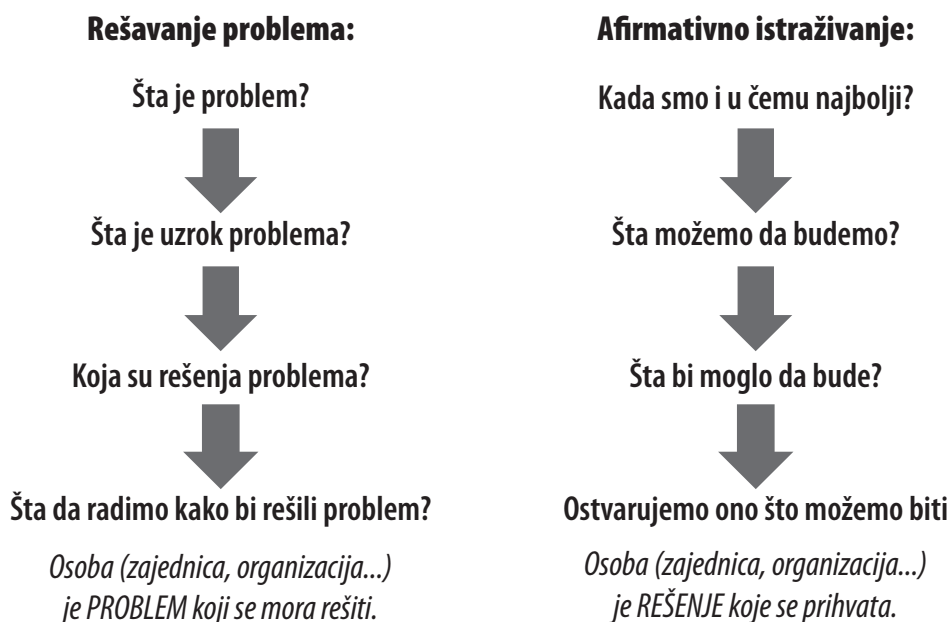 Rešavanje problema:
Šta je problem?
Šta je uzrok problema?
Koja su rešenja problema?
Šta da radimo kako bi rešili problem?
Osoba (zajednica, organizacija...)
je PROBLEM koji se mora rešiti.
Afirmativno istraživanje:
Kada smo i u čemu najbolji?
Šta možemo da budemo?
Šta bi moglo da bude?
Ostvarujemo ono što možemo biti
Osoba (zajednica, organizacija...)
je REŠENJE koje se prihvata.